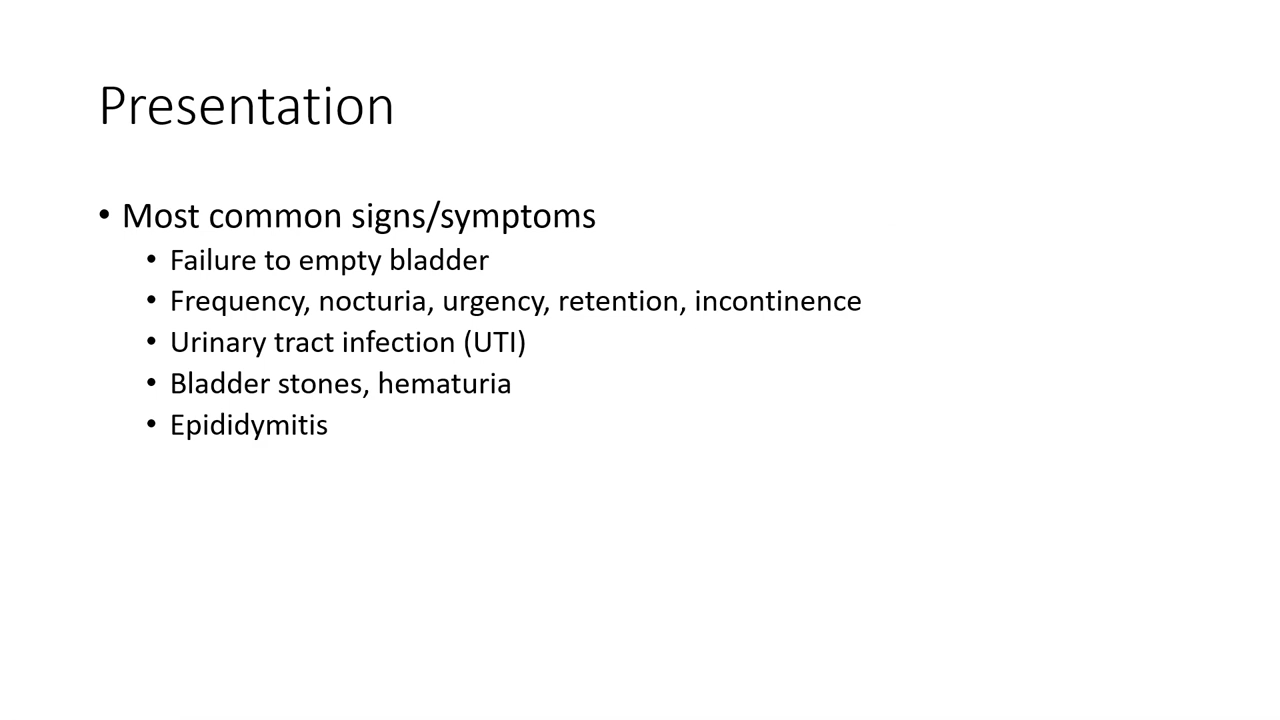 Presentation
• Most common signs/symptoms
• Failure to empty bladder
• Frequency, nocturia, urgency, retention, incontinence
• Urinary tract infection (UTI)
• Bladder stones, hematuria
• Epididymitis